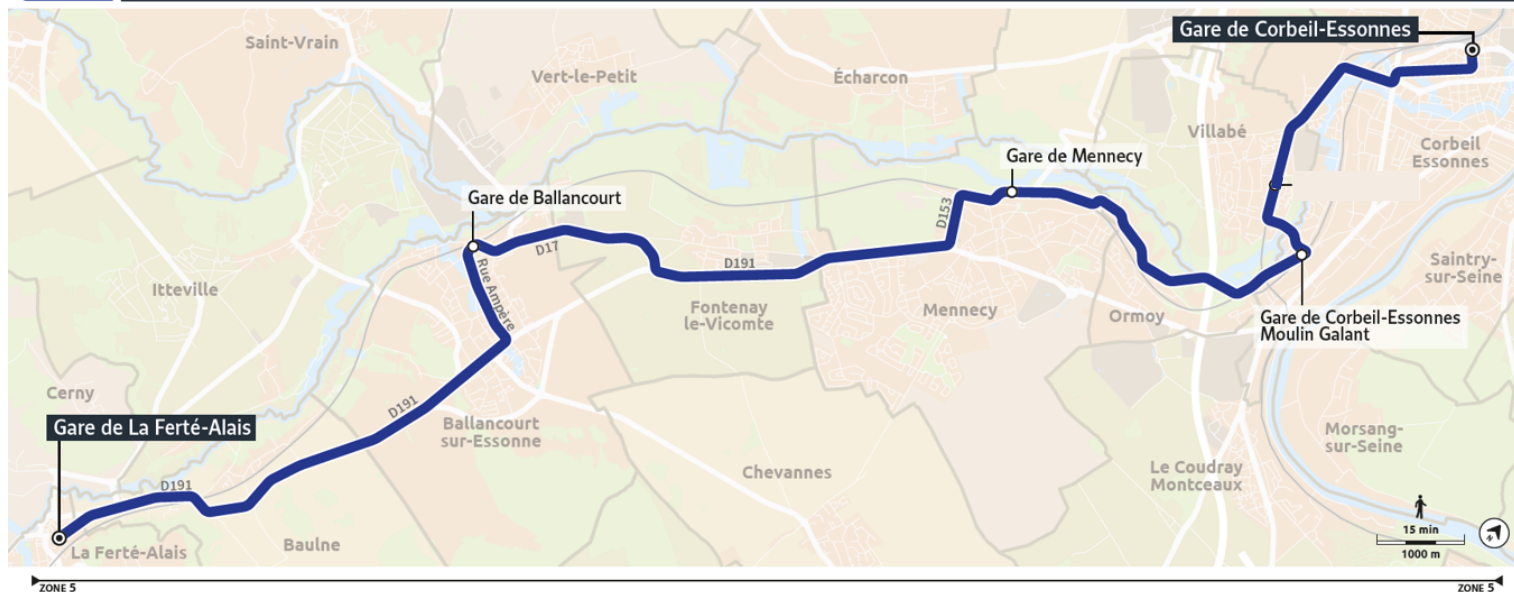 Saint-Vrain
Vert-le-Petit
Écharcon
Gare de Corbeil-Essonnes
Villabé
Corbeil
Essonnes
Gare de Mennecy
Gare de Ballancourt
D153
D17
Rue Ampère
D191
Itteville
Fontenay
le-Vicomte
Mennecy
Ormoy
Saintry-
sur-Seine
Gare de Corbeil-Essonnes
Moulin Galant
Cerny
Gare de La Ferté-Alais
D191
Ballancourt
sur-Essonne
Chevannes
Le Coudray
Montceaux
Morsang-
sur-Seine
D191
La Ferté-Alais
Baulne
15 min
1000 m
ZONE 5
ZONE 5